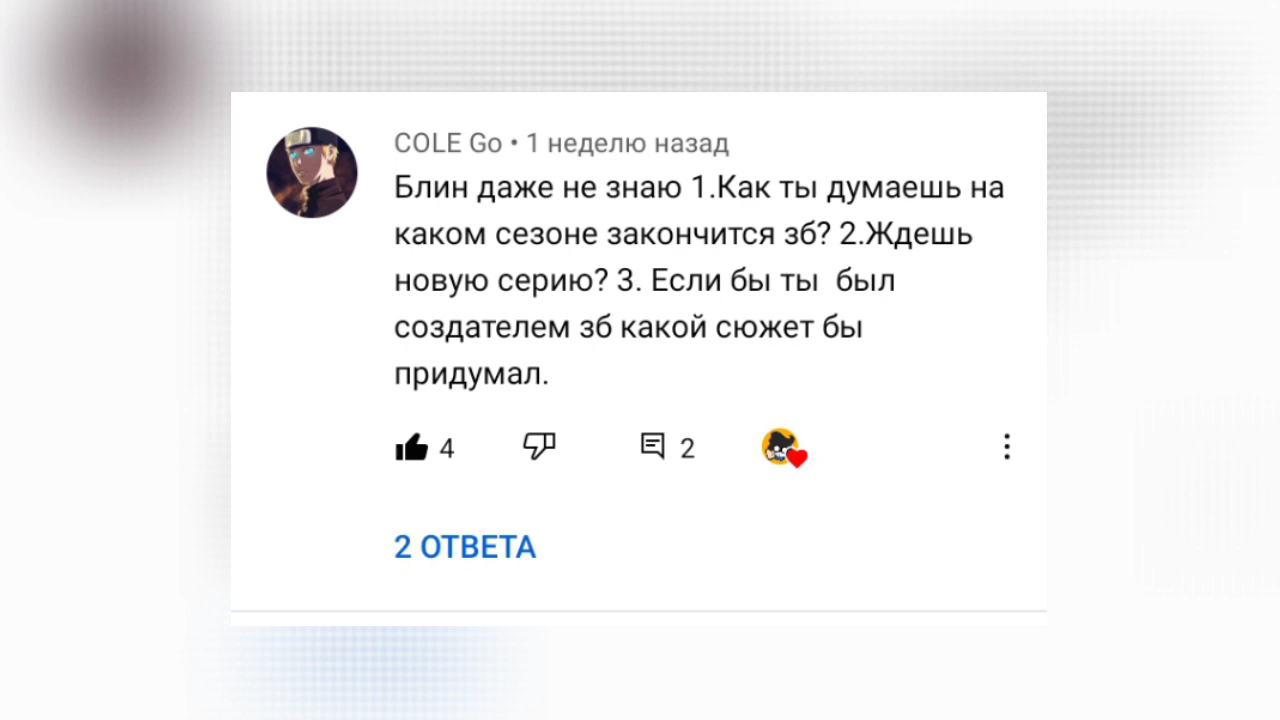 COLE Go • 1 неделю назад
Блин даже не знаю 1.Как ты думаешь на
каком сезоне закончится зб? 2.Ждешь
новую серию? 3. Если бы ты  был
создателем зб какой сюжет бы
придумал.
4 2
2 ОТВЕТА